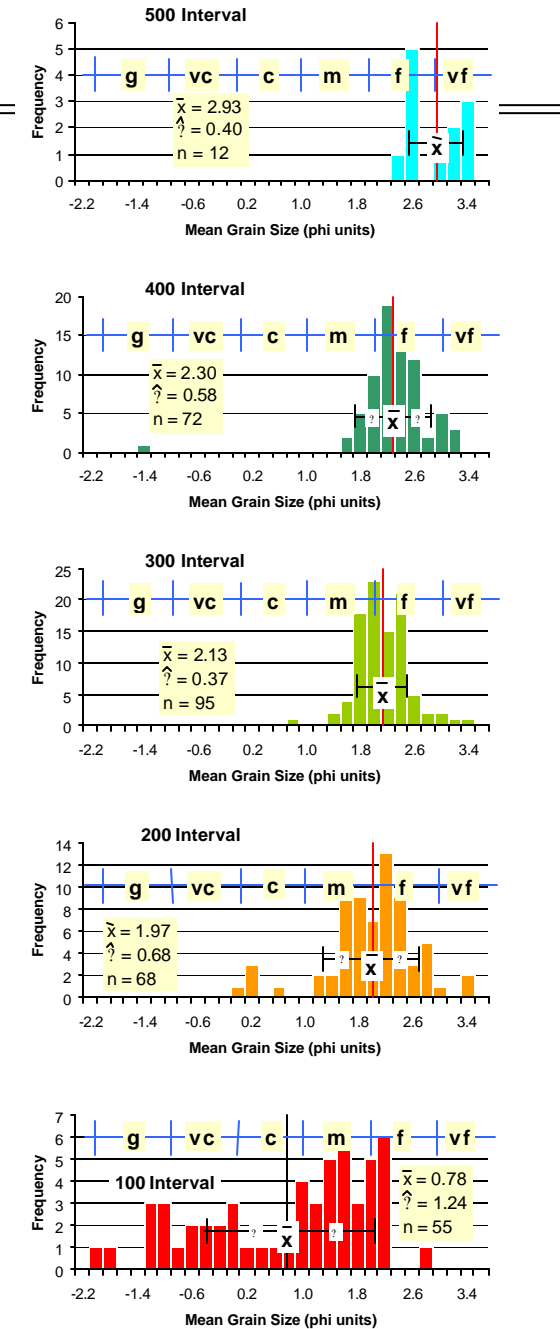 500 Interval
6
5
4
3
2
1
0
Frequency
g vc c m f vf
x̄ = 2.93
?̂ = 0.40
n = 12
x̄
-2.2 -1.4 -0.6 0.2 1.0 1.8 2.6 3.4
Mean Grain Size (phi units)
400 Interval
20
15
10
5
0
Frequency
g vc c m f vf
x̄ = 2.30
?̂ = 0.58
n = 72
? x̄ ?
-2.2 -1.4 -0.6 0.2 1.0 1.8 2.6 3.4
Mean Grain Size (phi units)
300 Interval
25
20
15
10
5
0
Frequency
g vc c m f vf
x̄ = 2.13
?̂ = 0.37
n = 95
x̄
-2.2 -1.4 -0.6 0.2 1.0 1.8 2.6 3.4
Mean Grain Size (phi units)
200 Interval
14
12
10
8
6
4
2
0
Frequency
g vc c m f vf
x̄ = 1.97
?̂ = 0.68
n = 68
? x̄ ?
-2.2 -1.4 -0.6 0.2 1.0 1.8 2.6 3.4
Mean Grain Size (phi units)
7
6
5
4
3
2
1
0
Frequency
g vc c m f vf
100 Interval
x̄ = 0.78
?̂ = 1.24
n = 55
? x̄ ?
-2.2 -1.4 -0.6 0.2 1.0 1.8 2.6 3.4
Mean Grain Size (phi units)